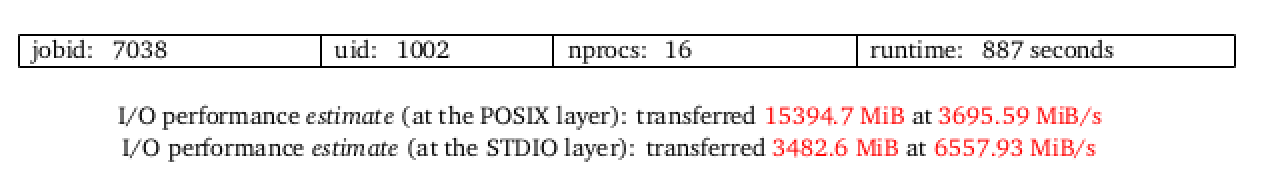 jobid: 7038 uid: 1002 nprocs: 16 runtime: 887 seconds
I/O performance estimate (at the POSIX layer): transferred 15394.7 MiB at 3695.59 MiB/s
I/O performance estimate (at the STDIO layer): transferred 3482.6 MiB at 6557.93 MiB/s